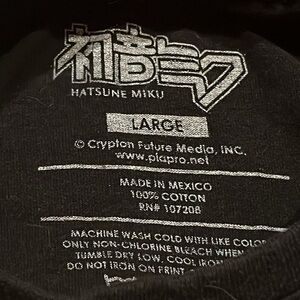 初音ミク
HATSUNE MIKU
LARGE
© Crypton Future Media, INC.
www.piapro.net
MADE IN MEXICO
100% COTTON
RN# 107208
MACHINE WASH COLD WITH LIKE COLOR
ONLY NON-CHLORINE BLEACH WHEN
TUMBLE DRY LOW, COOL IRON
DO NOT IRON ON PRINT